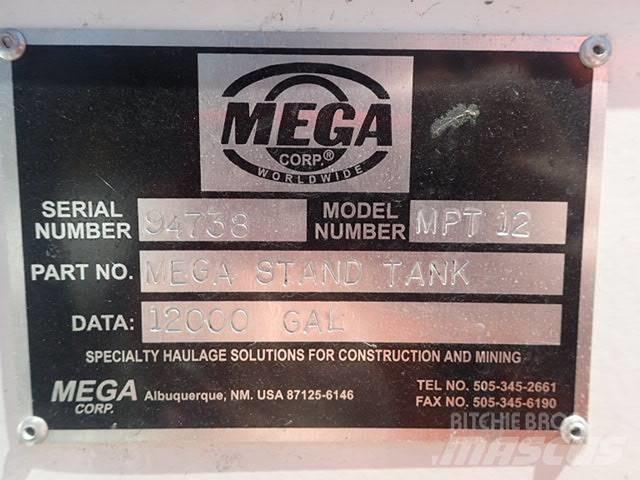 MEGA
CORP.®
WORLDWIDE
SERIAL NUMBER 94738 MODEL NUMBER MPT 12
PART NO. MEGA STAND TANK
DATA: 12000 GAL
SPECIALTY HAULAGE SOLUTIONS FOR CONSTRUCTION AND MINING
MEGA CORP. Albuquerque, NM. USA 87125-6146
TEL NO. 505-345-2661
FAX NO. 505-345-6190
RITCHIE BROS
MASCUS